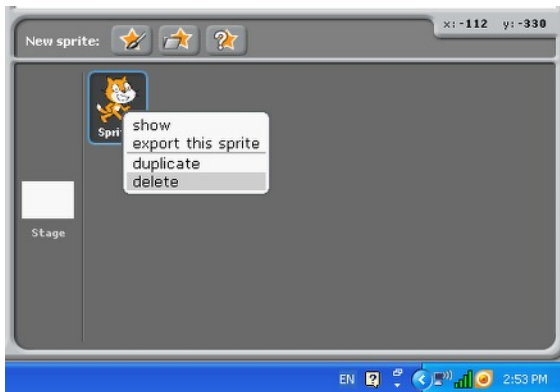 x: -112 y: -330
New sprite:
Spri
show
export this sprite
duplicate
delete
Stage
EN
2:53 PM